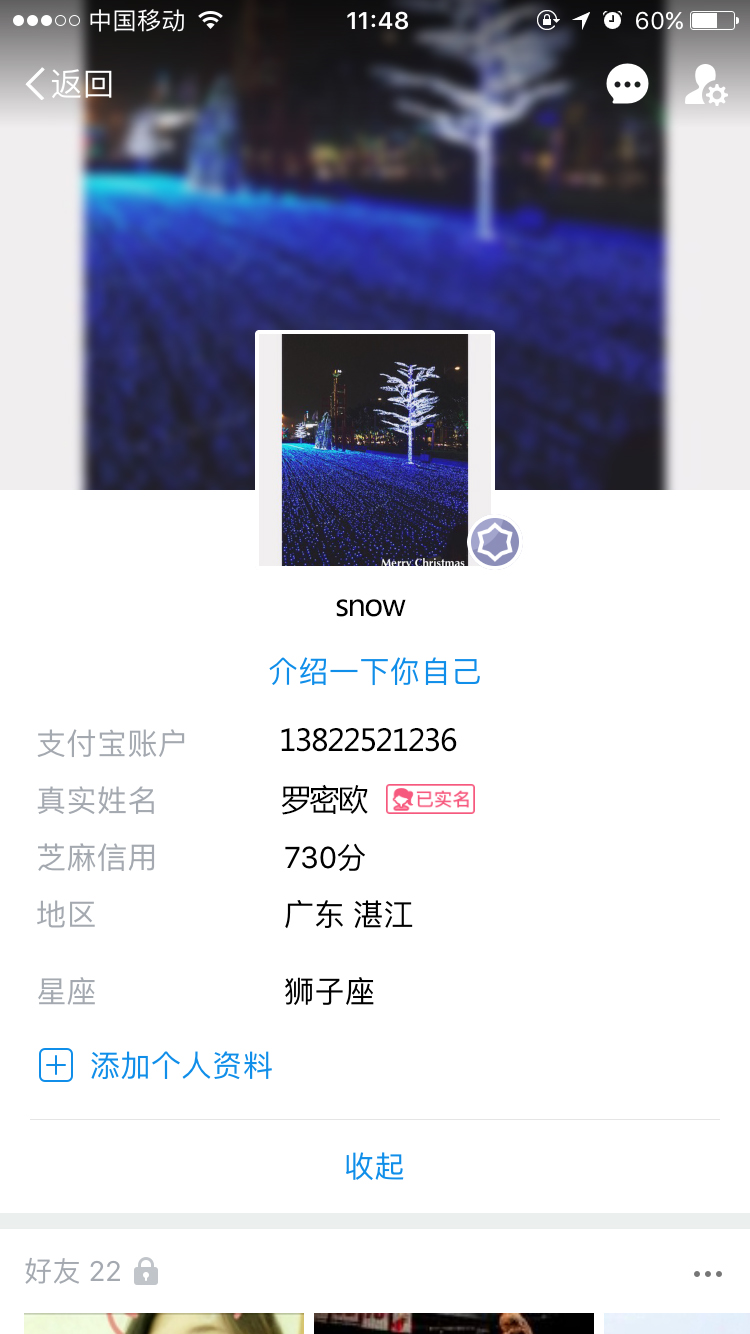 中国移动 11:48 60%
返回
Merry Christmas
snow
介绍一下你自己
支付宝账户 13822521236
真实姓名 罗密欧 已实名
芝麻信用 730分
地区 广东 湛江
星座 狮子座
添加个人资料
收起
好友 22